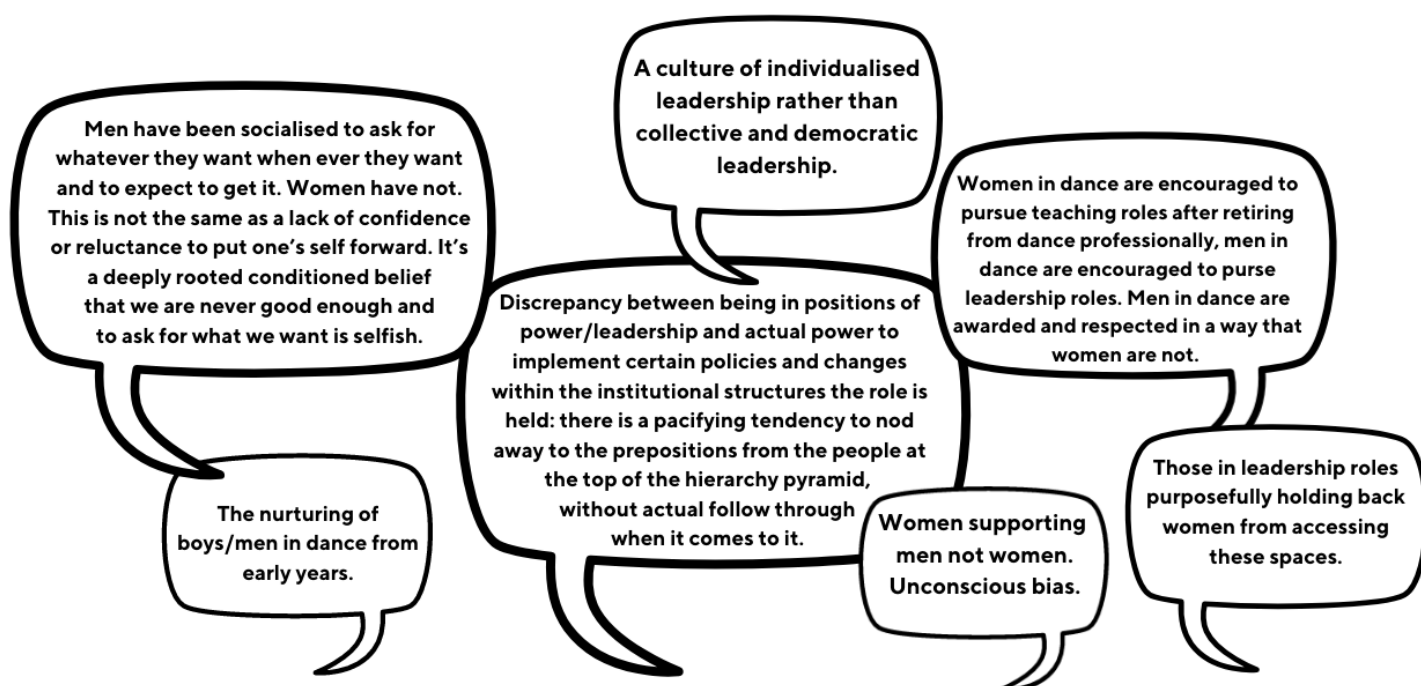 Men have been socialised to ask for
whatever they want when ever they want
and to expect to get it. Women have not.
This is not the same as a lack of confidence
or reluctance to put one's self forward. It's
a deeply rooted conditioned belief
that we are never good enough and
to ask for what we want is selfish.
A culture of individualised
leadership rather than
collective and democratic
leadership.
Women in dance are encouraged to
pursue teaching roles after retiring
from dance professionally, men in
dance are encouraged to purse
leadership roles. Men in dance are
awarded and respected in a way that
women are not.
Discrepancy between being in positions of
power/leadership and actual power to
implement certain policies and changes
within the institutional structures the role is
held: there is a pacifying tendency to nod
away to the prepositions from the people at
the top of the hierarchy pyramid,
without actual follow through
when it comes to it.
The nurturing of
boys/men in dance from
early years.
Women supporting
men not women.
Unconscious bias.
Those in leadership roles
purposefully holding back
women from accessing
these spaces.